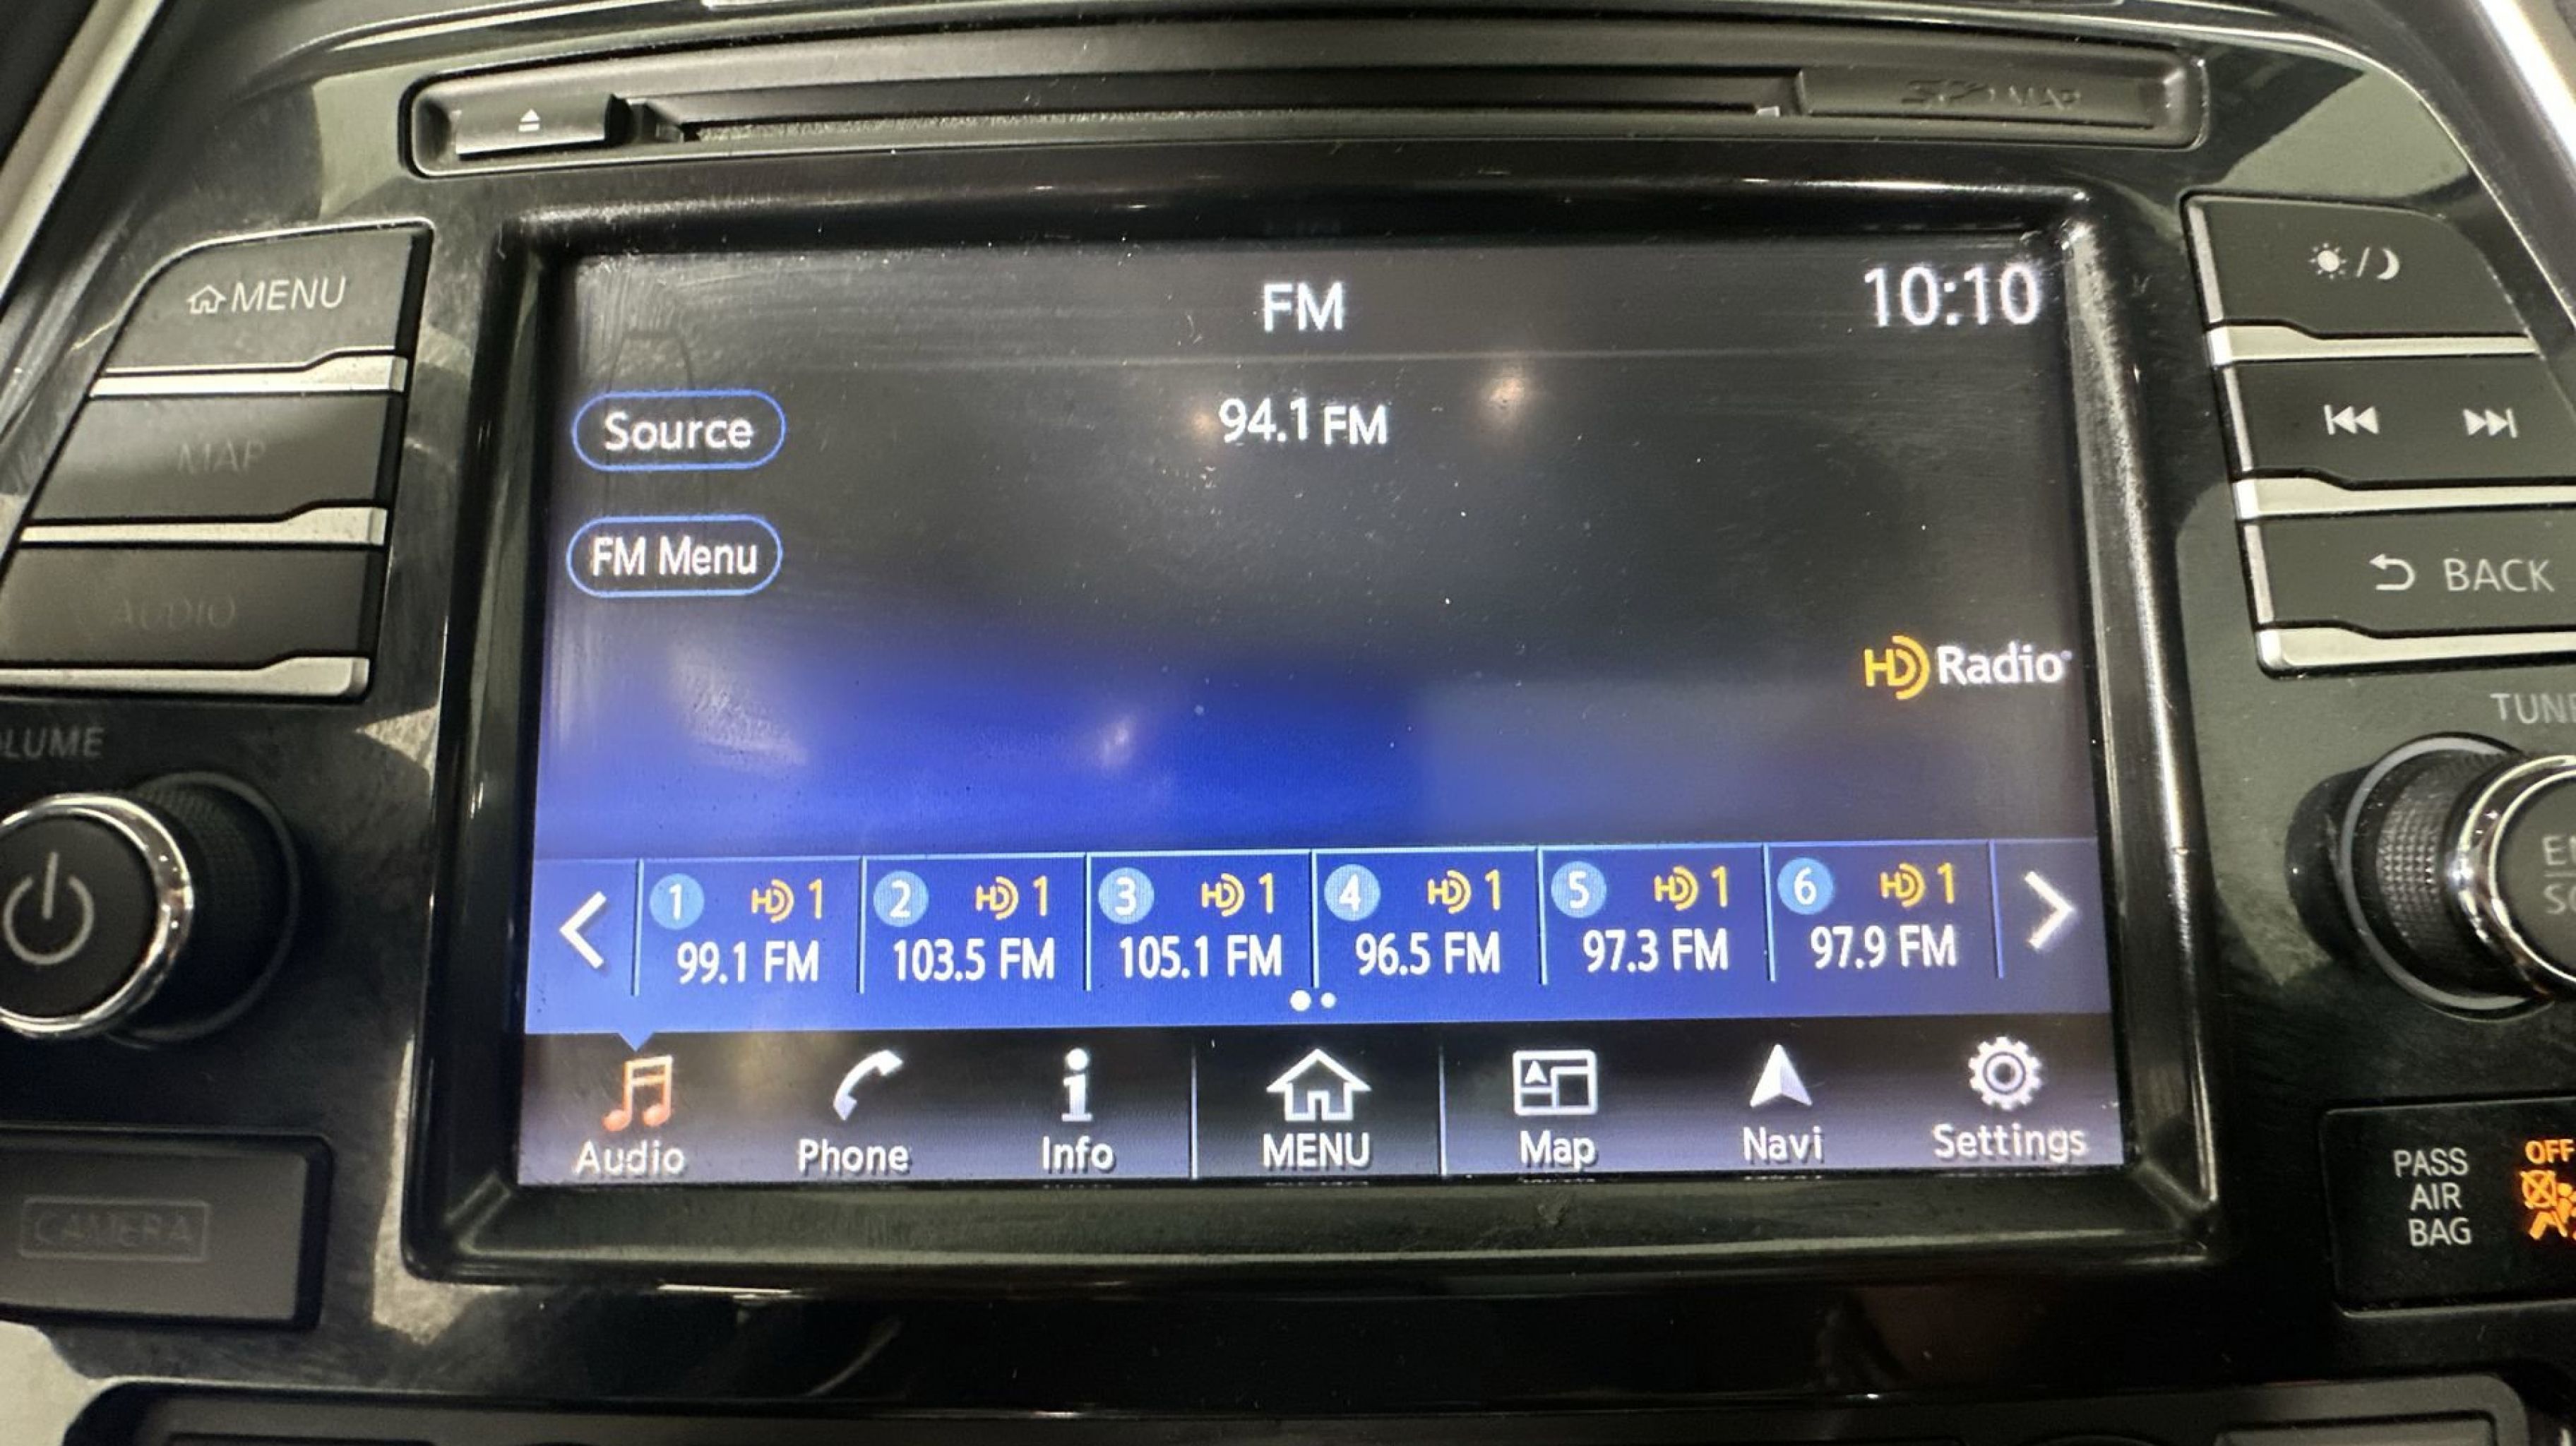 MENU
MAP
AUDIO
CAMERA
FM
10:10
Source
94.1 FM
FM Menu
HD Radio
1 HD 1
99.1 FM
2 HD 1
103.5 FM
3 HD 1
105.1 FM
4 HD 1
96.5 FM
5 HD 1
97.3 FM
6 HD 1
97.9 FM
Audio
Phone
Info
MENU
Map
Navi
Settings
BACK
PASS
AIR
BAG
OFF